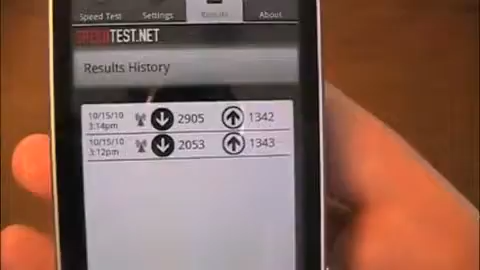 Speed Test Settings Results About
SPEEDTEST.NET
Results History
10/15/10 3:14pm 2905 1342
10/15/10 3:12pm 2053 1343